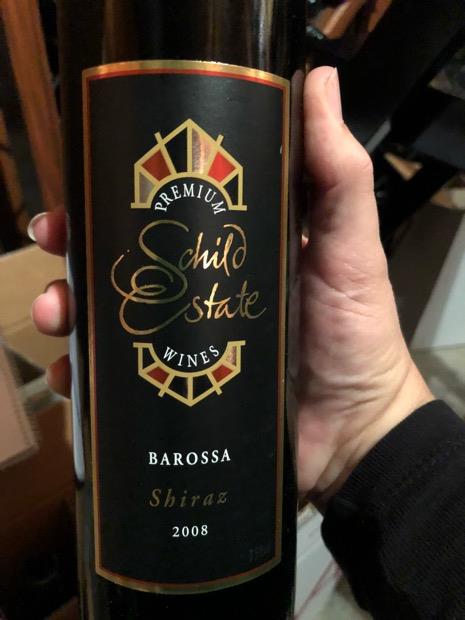 PREMIUM
Schild
Estate
WINES
BAROSSA
Shiraz
2008